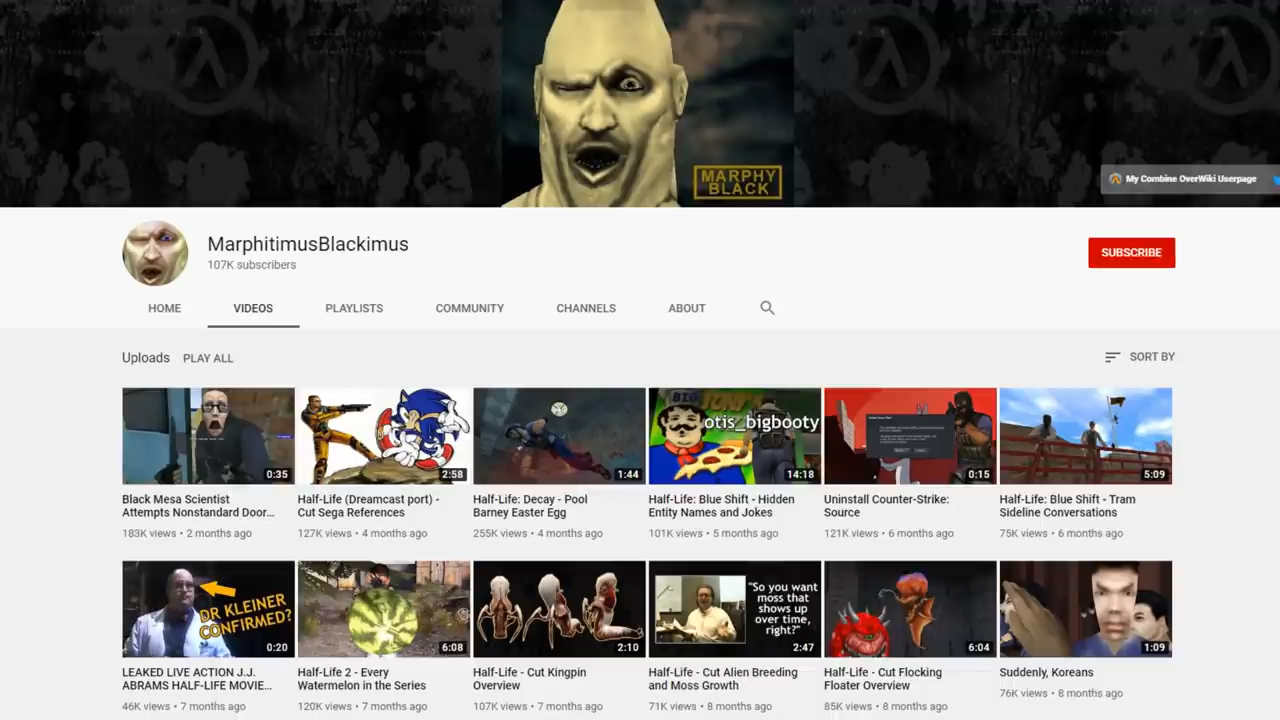 MARPHY
BLACK
My Combine OverWiki Userpage
MarphitimusBlackimus
107K subscribers
SUBSCRIBE
HOME
VIDEOS
PLAYLISTS
COMMUNITY
CHANNELS
ABOUT
Uploads PLAY ALL
SORT BY
0:35
2:58
1:44
BIG
otis_bigbooty
14:18
0:15
5:09
Black Mesa Scientist
Attempts Nonstandard Door...
183K views • 2 months ago
Half-Life (Dreamcast port) -
Cut Sega References
127K views • 4 months ago
Half-Life: Decay - Pool
Barney Easter Egg
255K views • 4 months ago
Half-Life: Blue Shift - Hidden
Entity Names and Jokes
101K views • 5 months ago
Uninstall Counter-Strike:
Source
121K views • 6 months ago
Half-Life: Blue Shift - Tram
Sideline Conversations
75K views • 6 months ago
DR KLEINER
CONFIRMED?
0:20
6:08
2:10
"So you want
moss that
shows up
over time,
right?"
2:47
6:04
1:09
LEAKED LIVE ACTION J.J.
ABRAMS HALF-LIFE MOVIE...
46K views • 7 months ago
Half-Life 2 - Every
Watermelon in the Series
120K views • 7 months ago
Half-Life - Cut Kingpin
Overview
107K views • 7 months ago
Half-Life - Cut Alien Breeding
and Moss Growth
71K views • 8 months ago
Half-Life - Cut Flocking
Floater Overview
85K views • 8 months ago
Suddenly, Koreans
76K views • 8 months ago